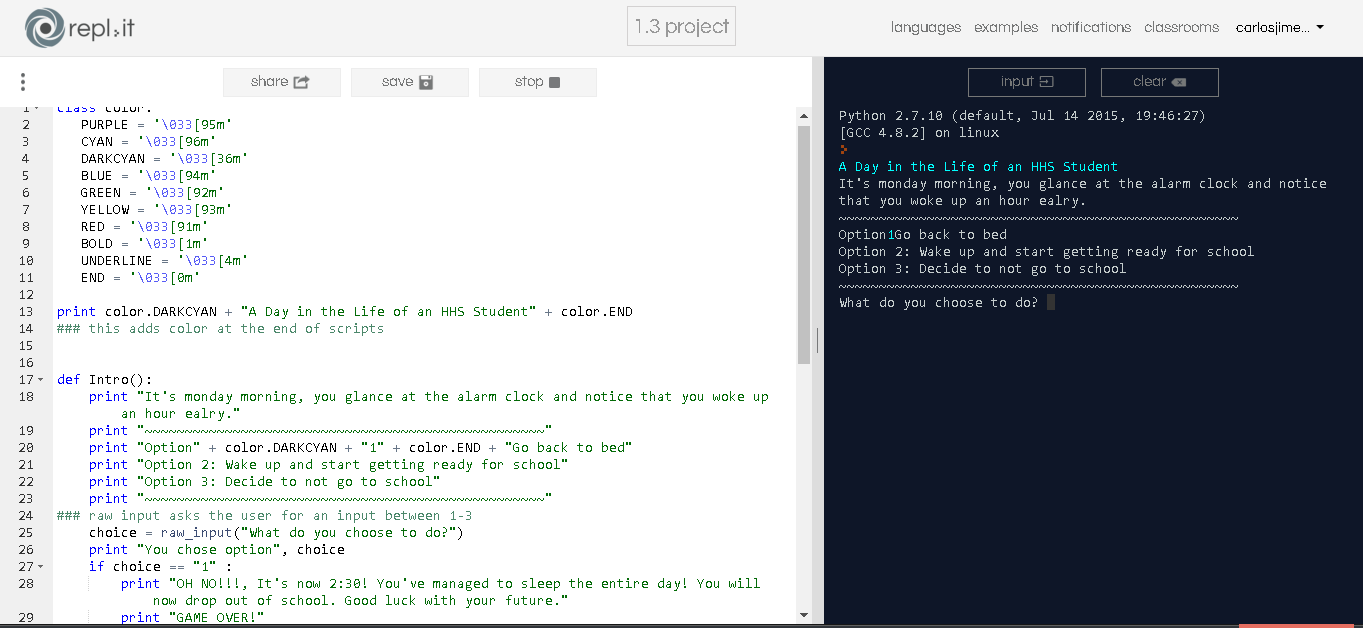 repl.it
1.3 project
languages examples notifications classrooms carlosjime...
share save stop
input clear
1 class color:
2 PURPLE = '\033[95m'
3 CYAN = '\033[96m'
4 DARKCYAN = '\033[36m'
5 BLUE = '\033[94m'
6 GREEN = '\033[92m'
7 YELLOW = '\033[93m'
8 RED = '\033[91m'
9 BOLD = '\033[1m'
10 UNDERLINE = '\033[4m'
11 END = '\033[0m'
12
13 print color.DARKCYAN + "A Day in the Life of an HHS Student" + color.END
14 ### this adds color at the end of scripts
15
16
17 def Intro():
18 print "It's monday morning, you glance at the alarm clock and notice that you woke up
an hour ealry."
19 print "~~~~~~~~~~~~~~~~~~~~~~~~~~~~~~~~~~~~~~~~~~~~~~~~~~"
20 print "Option" + color.DARKCYAN + "1" + color.END + "Go back to bed"
21 print "Option 2: Wake up and start getting ready for school"
22 print "Option 3: Decide to not go to school"
23 print "~~~~~~~~~~~~~~~~~~~~~~~~~~~~~~~~~~~~~~~~~~~~~~~~~~"
24 ### raw input asks the user for an input between 1-3
25 choice = raw_input("What do you choose to do?")
26 print "You chose option", choice
27 if choice == "1" :
28 print "OH NO!!!, It's now 2:30! You've managed to sleep the entire day! You will
now drop out of school. Good luck with your future."
29 print "GAME OVER!"
Python 2.7.10 (default, Jul 14 2015, 19:46:27)
[GCC 4.8.2] on linux
A Day in the Life of an HHS Student
It's monday morning, you glance at the alarm clock and notice
that you woke up an hour ealry.
~~~~~~~~~~~~~~~~~~~~~~~~~~~~~~~~~~~~~~~~~~~~~~~~~~
Option1Go back to bed
Option 2: Wake up and start getting ready for school
Option 3: Decide to not go to school
~~~~~~~~~~~~~~~~~~~~~~~~~~~~~~~~~~~~~~~~~~~~~~~~~~
What do you choose to do?